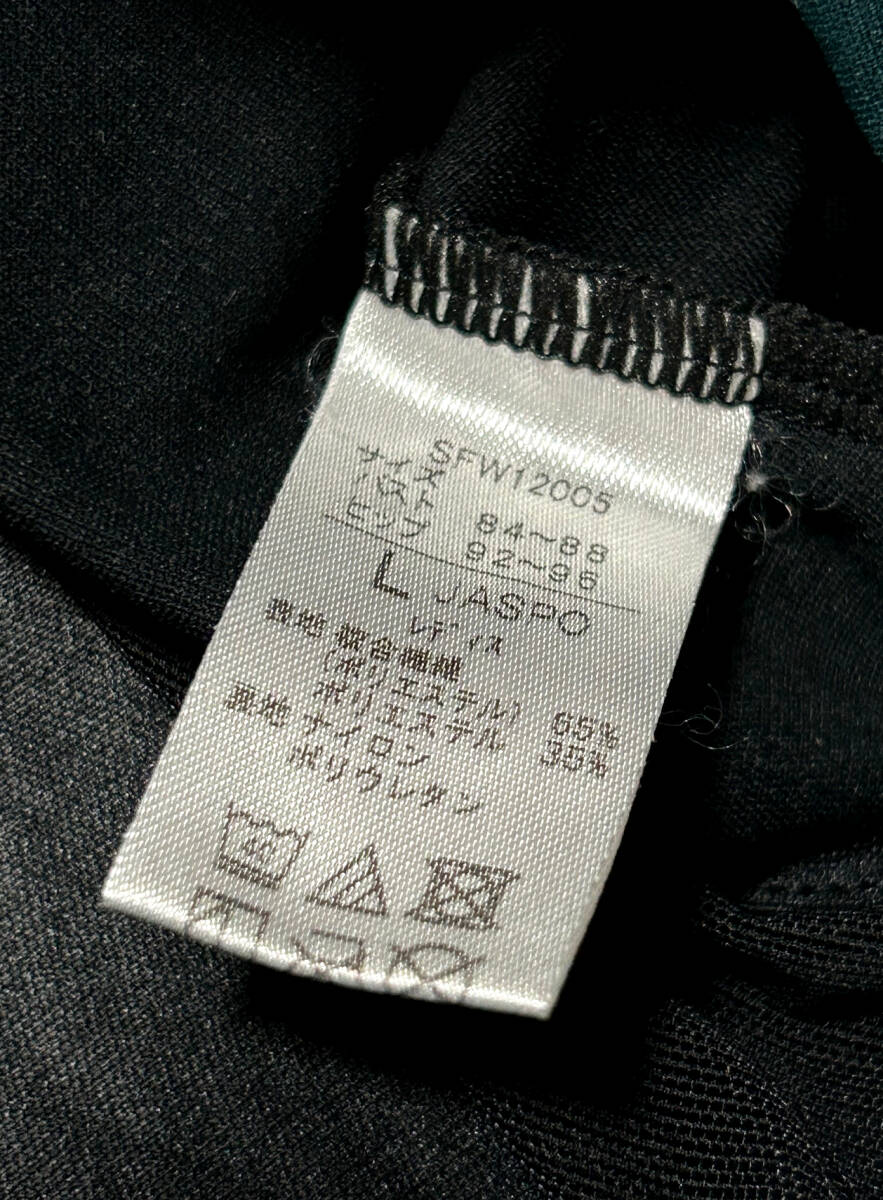 SFW12005
サイズ
バスト 84～88
ヒップ 92～96
L JASPO
レディス
表地 複合繊維
(ポリエステル) 65%
ポリエステル 35%
裏地 ナイロン
ポリウレタン
40